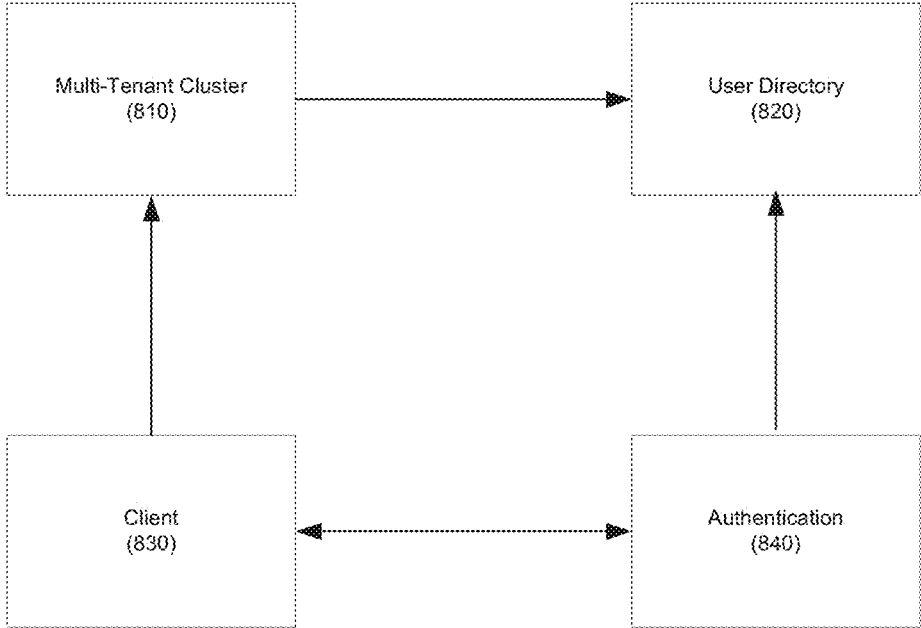 Multi-Tenant Cluster
(810)
User Directory
(820)
Client
(830)
Authentication
(840)